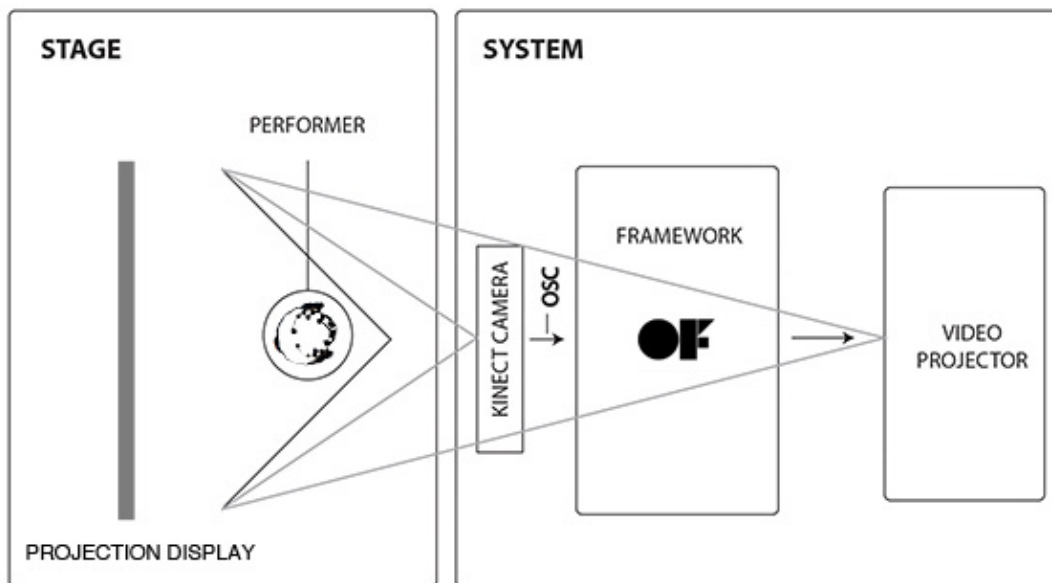 STAGE
SYSTEM
PERFORMER
PROJECTION DISPLAY
KINECT CAMERA
OSC
FRAMEWORK
OF
VIDEO
PROJECTOR